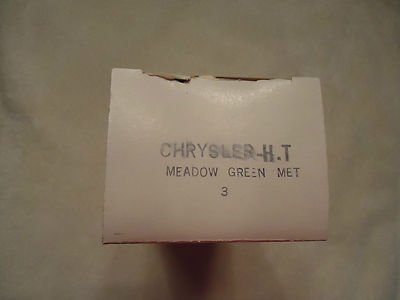 CHRYSLER-H.T
MEADOW GREEN MET
3